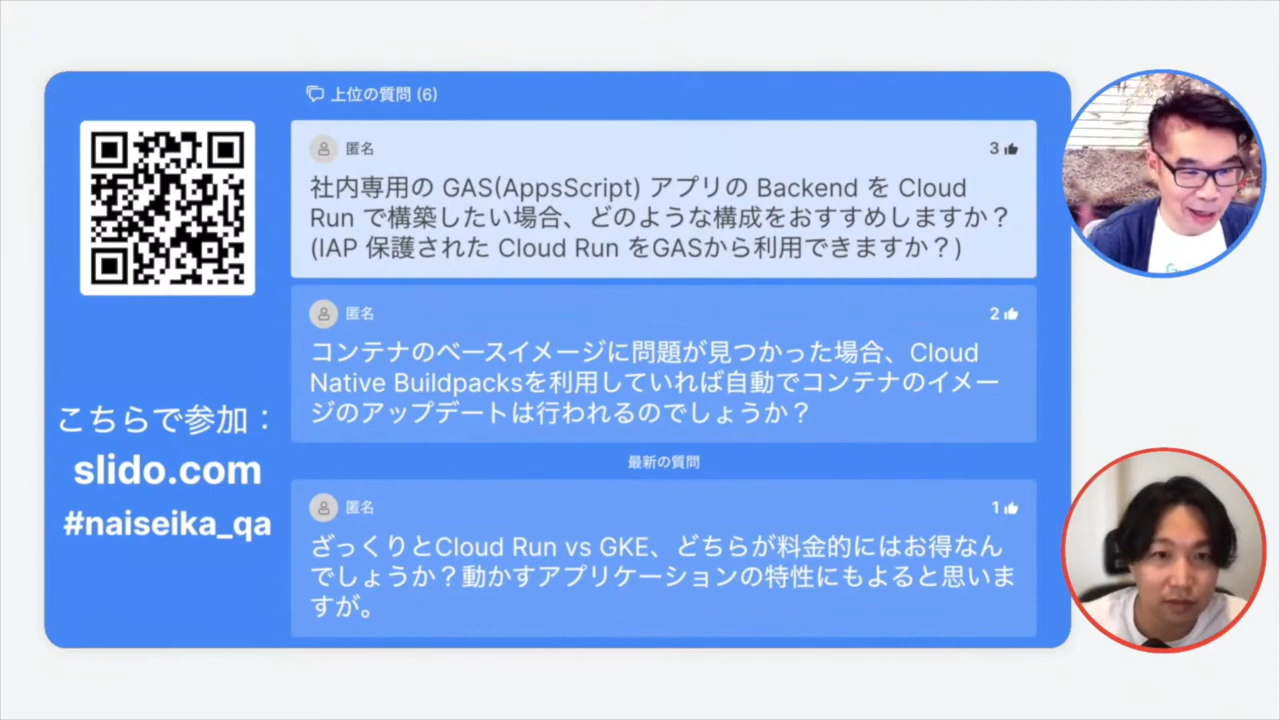 上位の質問 (6)
匿名
3
社内専用の GAS(AppsScript) アプリの Backend を Cloud
Run で構築したい場合、どのような構成をおすすめしますか？
(IAP 保護された Cloud Run をGASから利用できますか？)
匿名
2
コンテナのベースイメージに問題が見つかった場合、Cloud
Native Buildpacksを利用していれば自動でコンテナのイメー
ジのアップデートは行われるのでしょうか？
最新の質問
匿名
1
ざっくりとCloud Run vs GKE、どちらが料金的にはお得なん
でしょうか？動かすアプリケーションの特性にもよると思いま
すが。
こちらで参加：
slido.com
#naiseika_qa